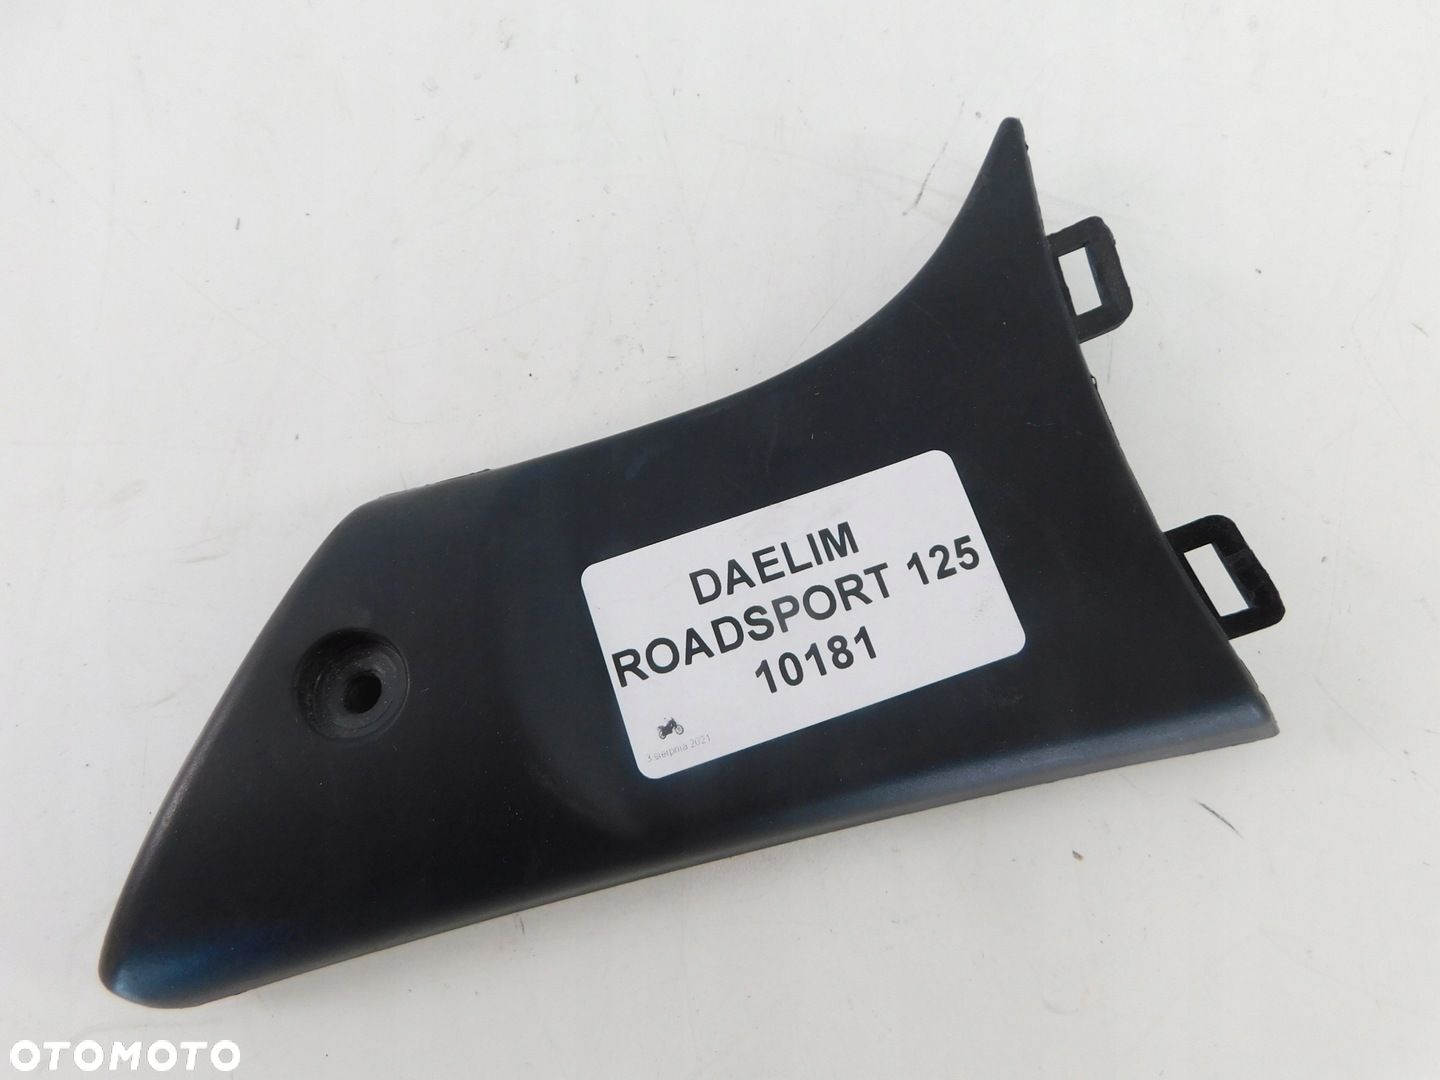 DAELIM
ROADSPORT 125
10181
3 sierpnia 2021
OTOMOTO